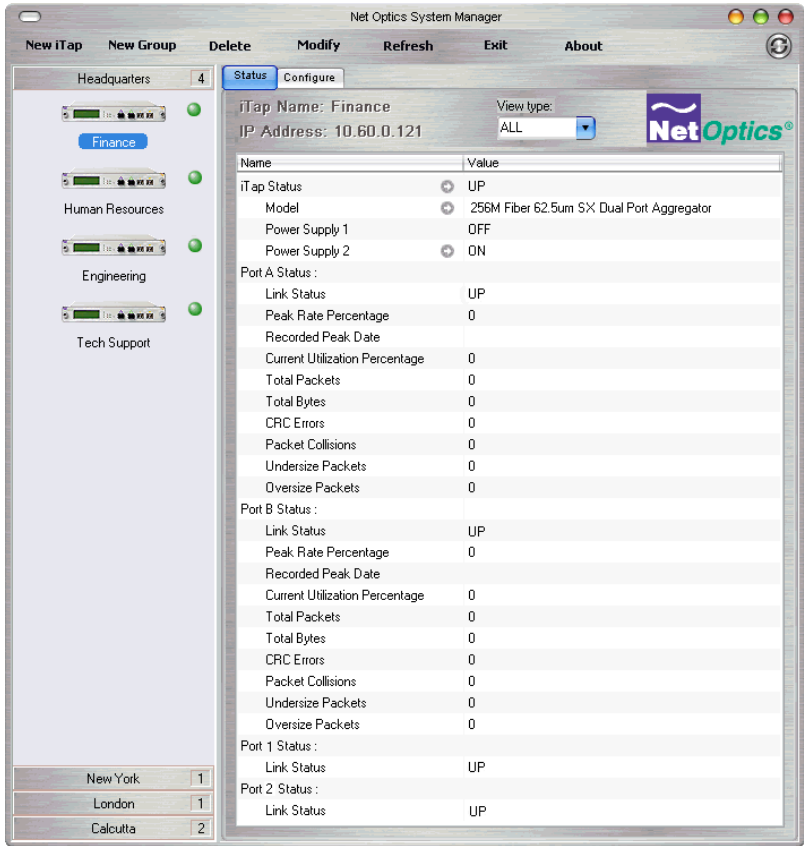 Net Optics System Manager
New iTap New Group Delete Modify Refresh Exit About
Headquarters 4
Finance
Human Resources
Engineering
Tech Support
New York 1
London 1
Calcutta 2
Status Configure
iTap Name: Finance
IP Address: 10.60.0.121
View type:
ALL
Net Optics®
Name Value
iTap Status UP
Model 256M Fiber 62.5um SX Dual Port Aggregator
Power Supply 1 OFF
Power Supply 2 ON
Port A Status :
Link Status UP
Peak Rate Percentage 0
Recorded Peak Date
Current Utilization Percentage 0
Total Packets 0
Total Bytes 0
CRC Errors 0
Packet Collisions 0
Undersize Packets 0
Oversize Packets 0
Port B Status :
Link Status UP
Peak Rate Percentage 0
Recorded Peak Date
Current Utilization Percentage 0
Total Packets 0
Total Bytes 0
CRC Errors 0
Packet Collisions 0
Undersize Packets 0
Oversize Packets 0
Port 1 Status :
Link Status UP
Port 2 Status :
Link Status UP